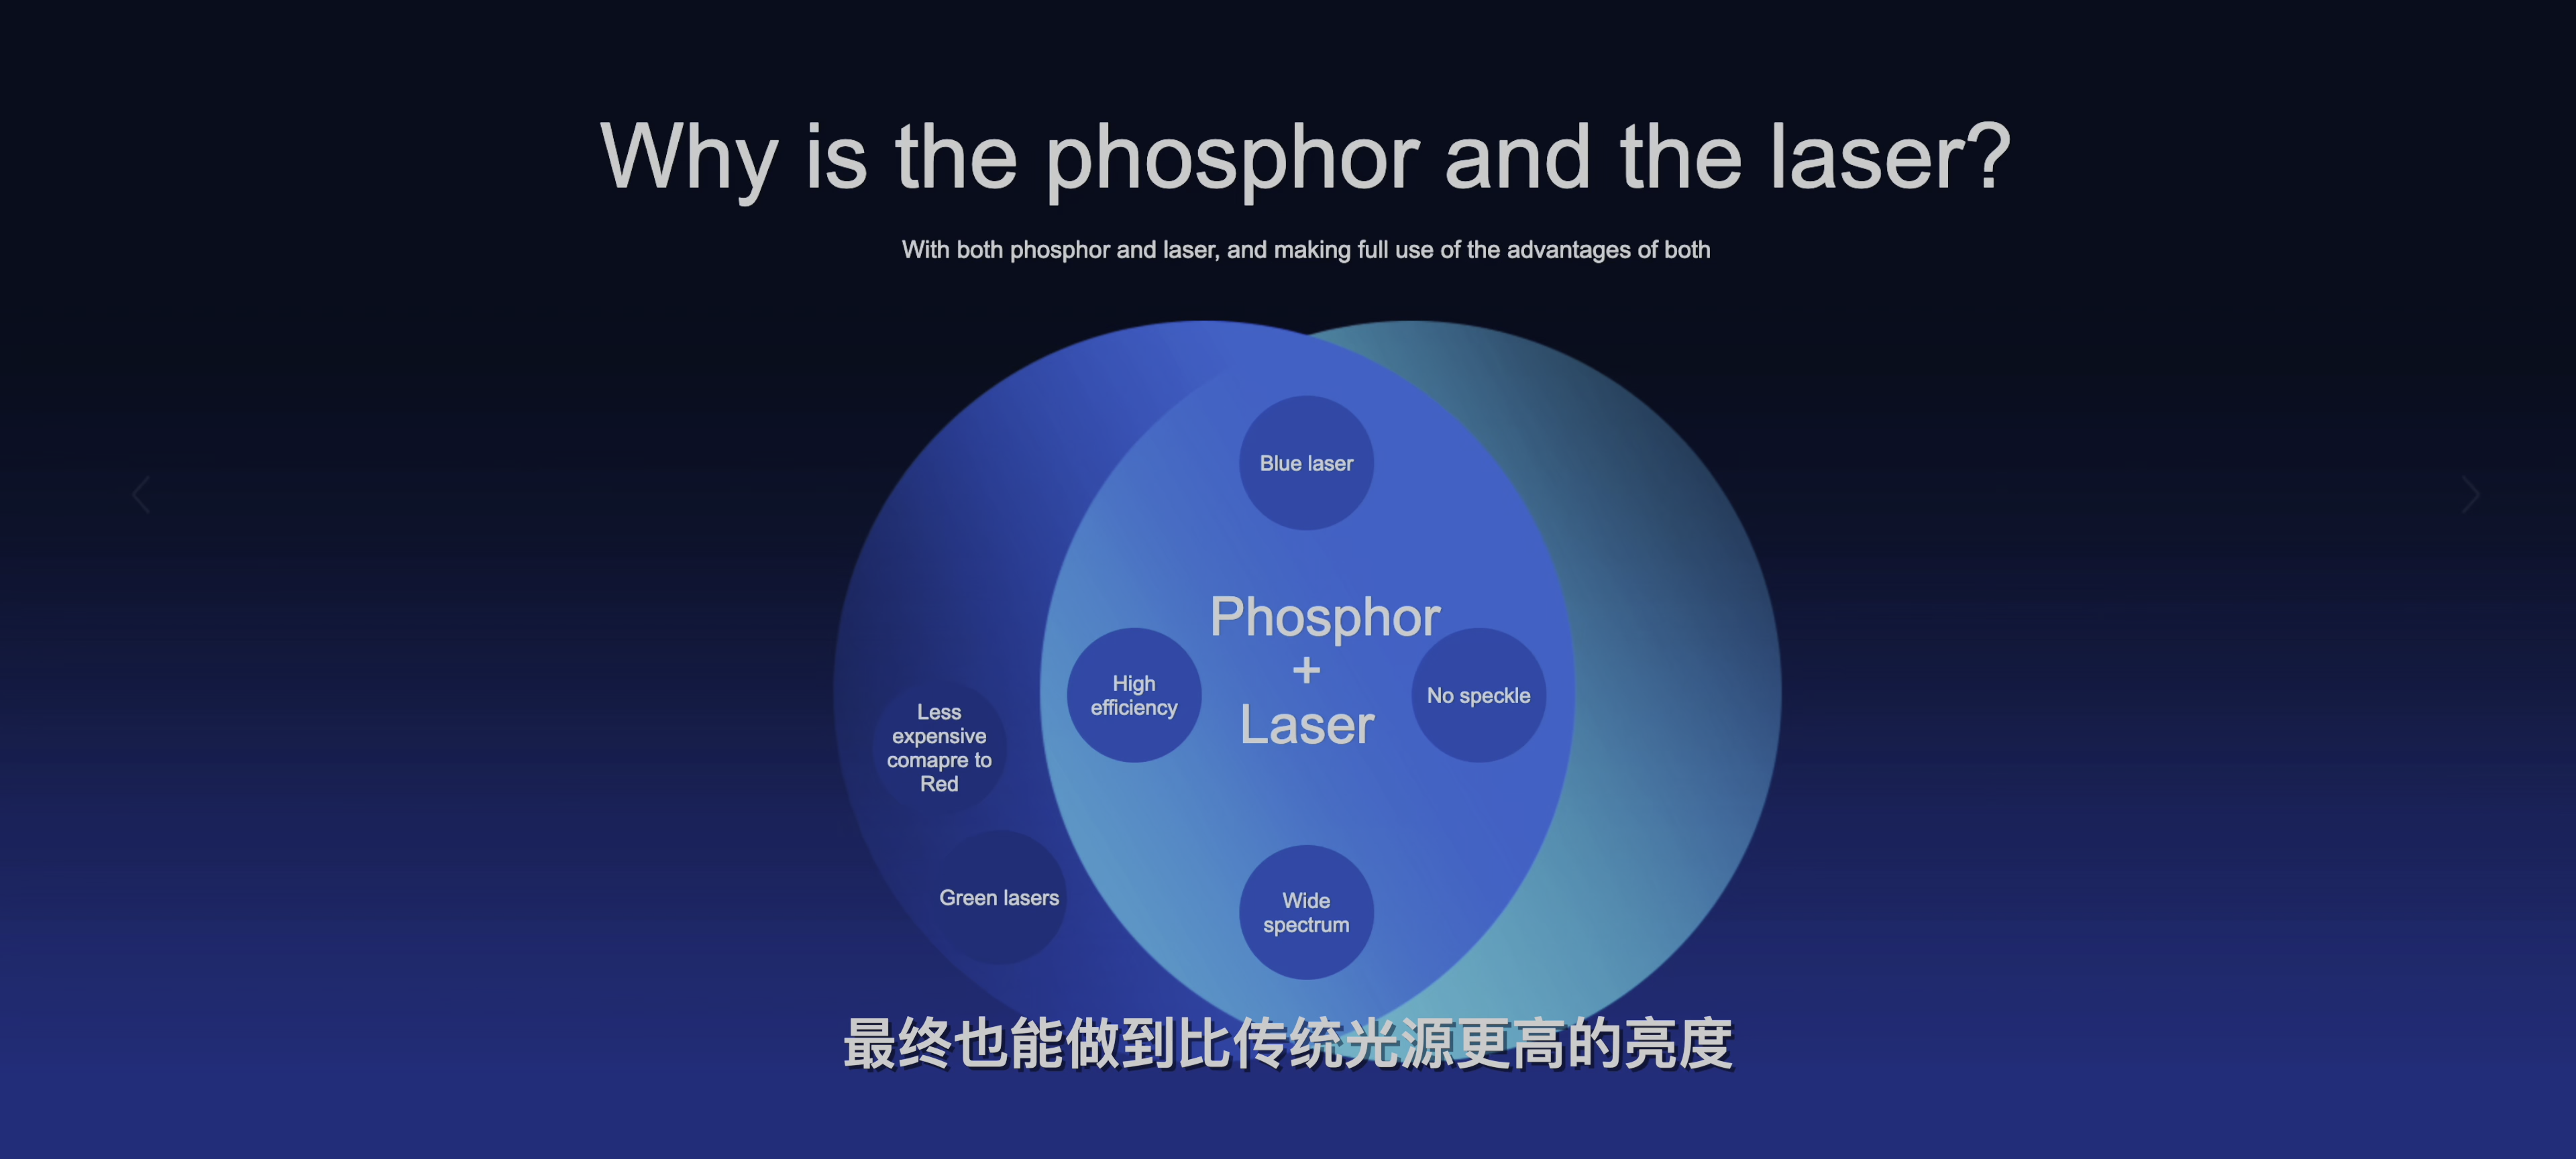 Why is the phosphor and the laser?
With both phosphor and laser, and making full use of the advantages of both
Blue laser
Phosphor
+
Laser
High
efficiency
No speckle
Less
expensive
comapre to
Red
Green lasers
Wide
spectrum
最终也能做到比传统光源更高的亮度